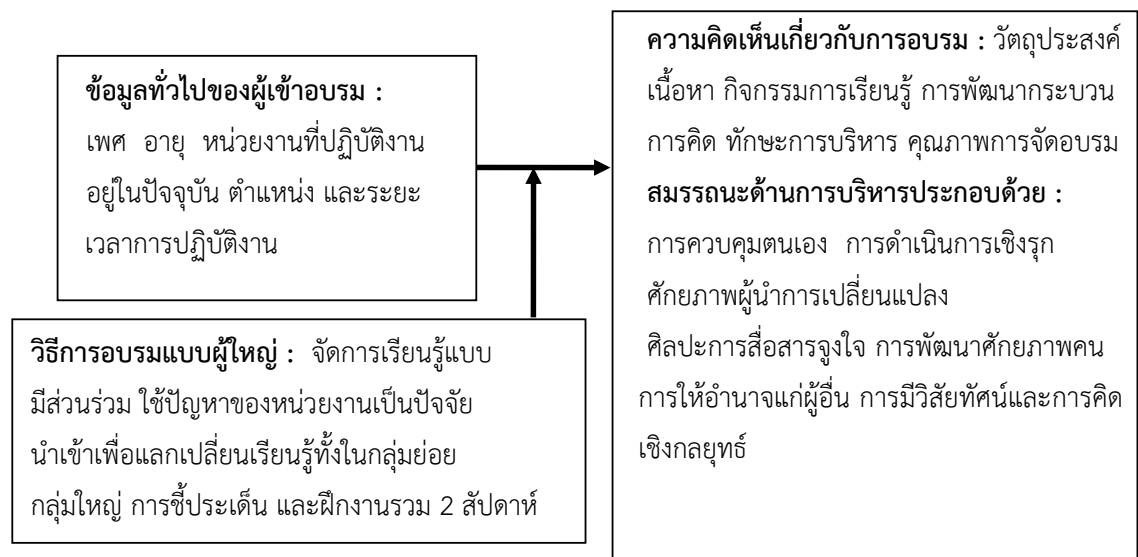 ข้อมูลทั่วไปของผู้เข้าอบรม :
เพศ อายุ หน่วยงานที่ปฏิบัติงาน
อยู่ในปัจจุบัน ตำแหน่ง และระยะ
เวลาการปฏิบัติงาน
วิธีการอบรมแบบผู้ใหญ่ : จัดการเรียนรู้แบบ
มีส่วนร่วม ใช้ปัญหาของหน่วยงานเป็นปัจจัย
นำเข้าเพื่อแลกเปลี่ยนเรียนรู้ทั้งในกลุ่มย่อย
กลุ่มใหญ่ การชี้ประเด็น และฝึกงานรวม 2 สัปดาห์
ความคิดเห็นเกี่ยวกับการอบรม : วัตถุประสงค์
เนื้อหา กิจกรรมการเรียนรู้ การพัฒนากระบวน
การคิด ทักษะการบริหาร คุณภาพการจัดอบรม
สมรรถนะด้านการบริหารประกอบด้วย :
การควบคุมตนเอง การดำเนินการเชิงรุก
ศักยภาพผู้นำการเปลี่ยนแปลง
ศิลปะการสื่อสารจูงใจ การพัฒนาศักยภาพคน
การให้อำนาจแก่ผู้อื่น การมีวิสัยทัศน์และการคิด
เชิงกลยุทธ์